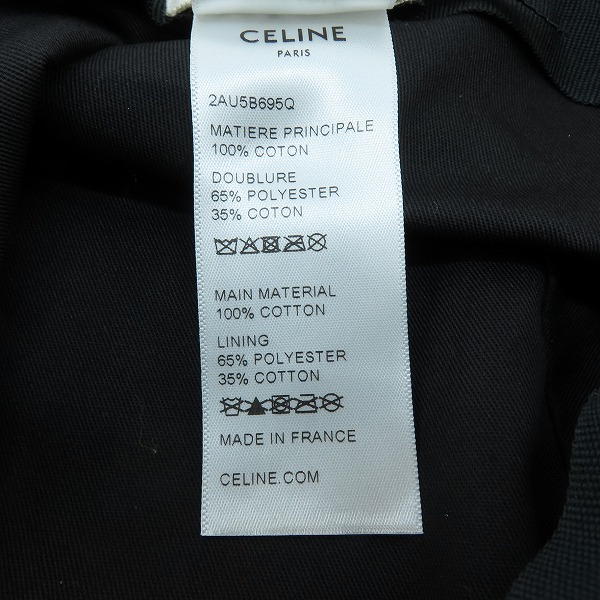 CELINE
PARIS
2AU5B695Q
MATIERE PRINCIPALE
100% COTON
DOUBLURE
65% POLYESTER
35% COTON
MAIN MATERIAL
100% COTTON
LINING
65% POLYESTER
35% COTTON
MADE IN FRANCE
CELINE.COM